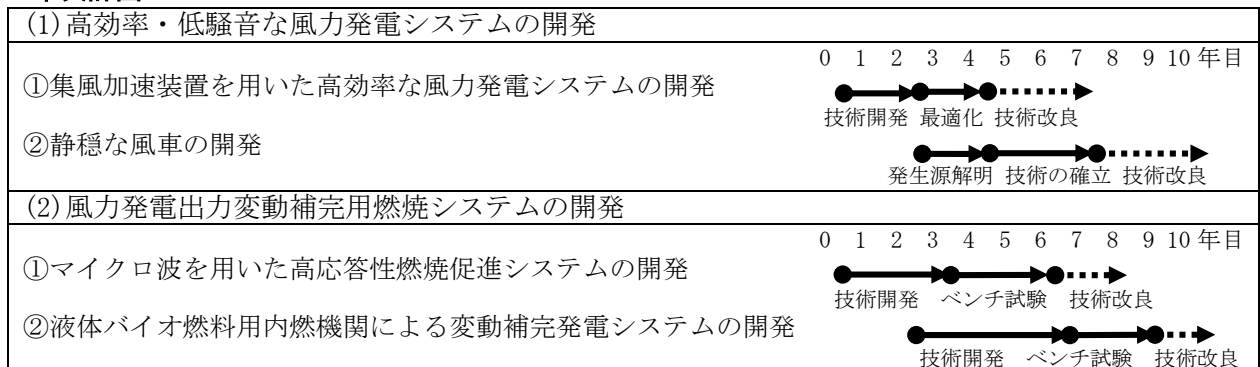 (1)高効率・低騒音な風力発電システムの開発
0 1 2 3 4 5 6 7 8 9 10 年目
①集風加速装置を用いた高効率な風力発電システムの開発
技術開発 最適化 技術改良
②静穏な風車の開発
発生源解明 技術の確立 技術改良
(2)風力発電出力変動補完用燃焼システムの開発
0 1 2 3 4 5 6 7 8 9 10 年目
①マイクロ波を用いた高応答性燃焼促進システムの開発
技術開発 ベンチ試験 技術改良
②液体バイオ燃料用内燃機関による変動補完発電システムの開発
技術開発 ベンチ試験 技術改良